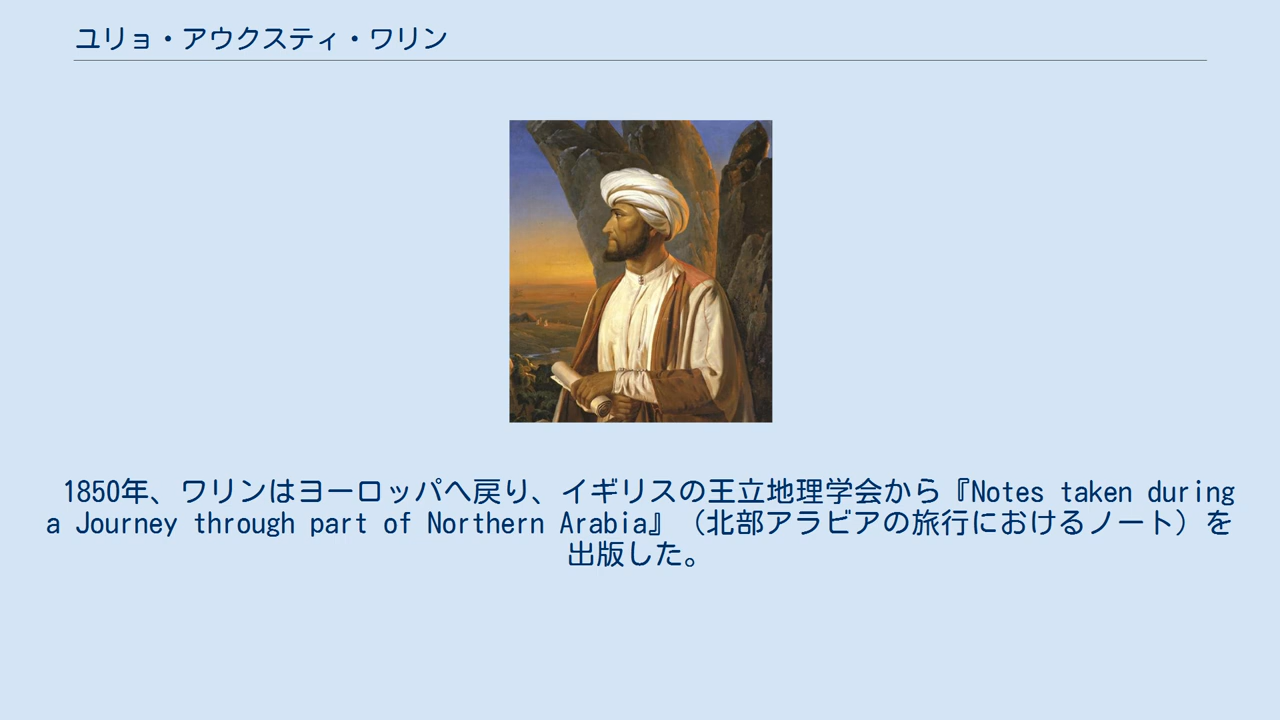 ユリョ・アウクスティ・ワリン
1850年、ワリンはヨーロッパへ戻り、イギリスの王立地理学会から『Notes taken during
a Journey through part of Northern Arabia』（北部アラビアの旅行におけるノート）を
出版した。